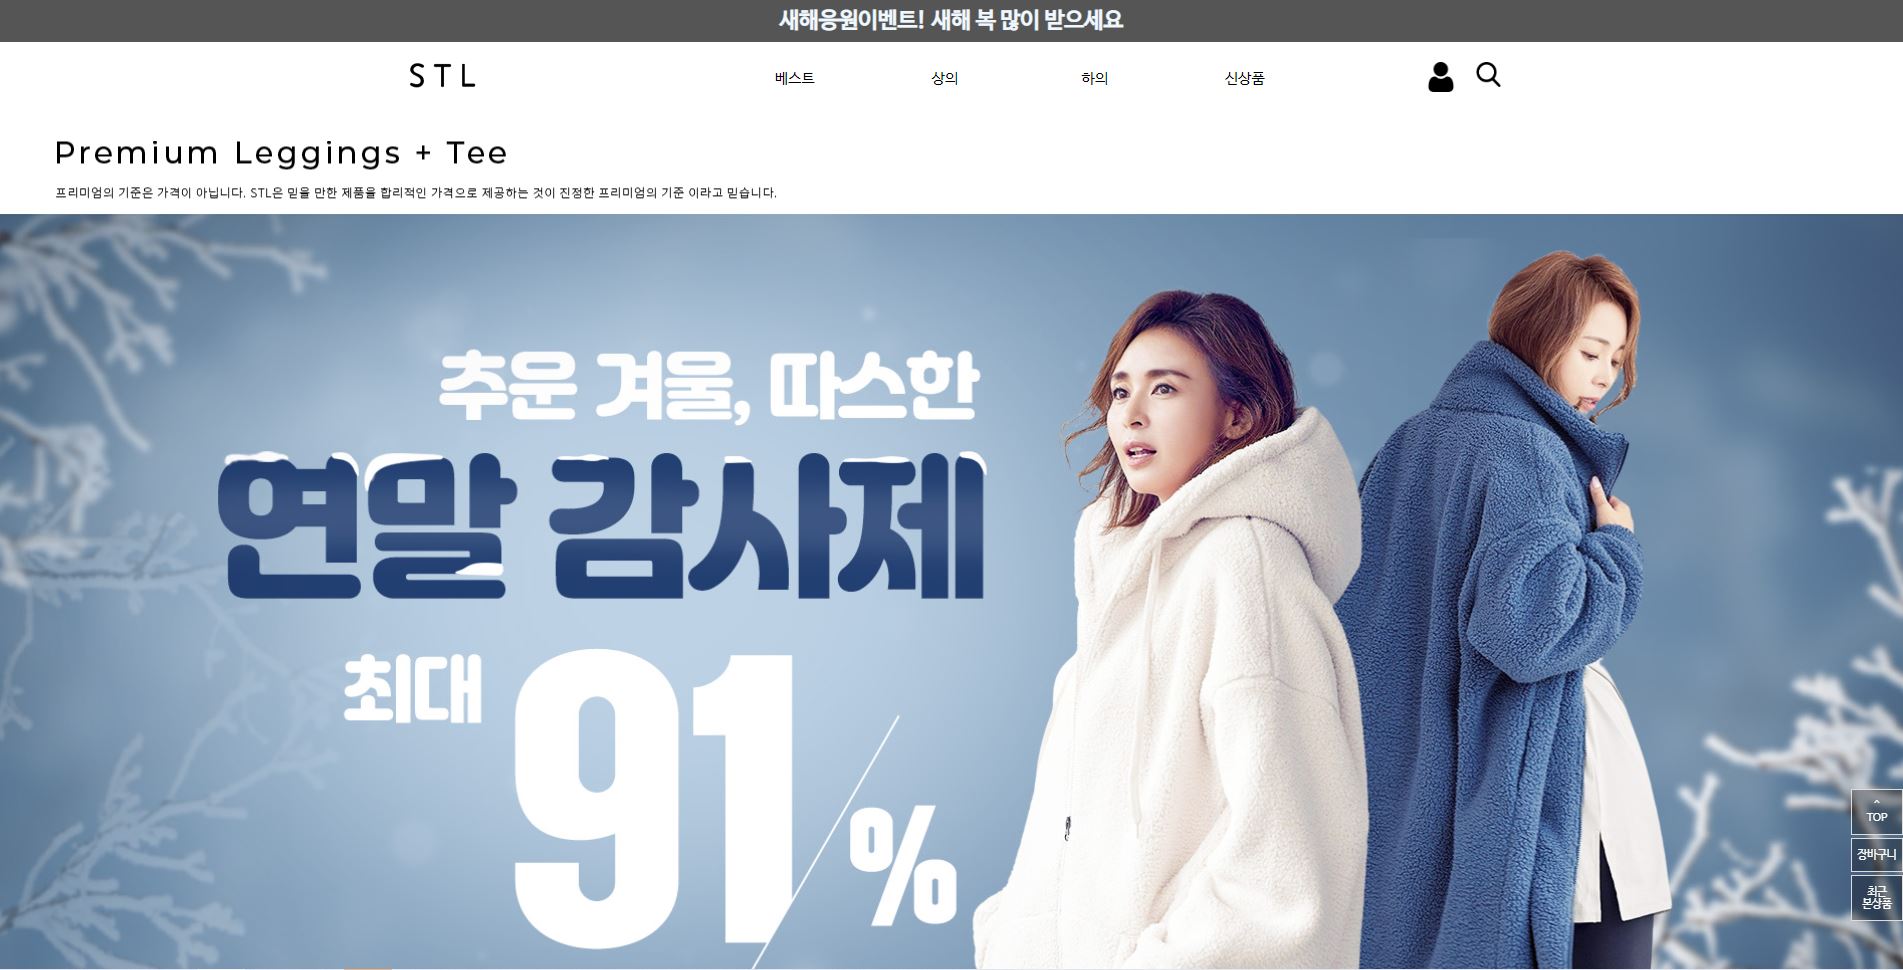 새해응원이벤트! 새해 복 많이 받으세요
STL
베스트
상의
하의
신상품
Premium Leggings + Tee
프리미엄의 기준은 가격이 아닙니다. STL은 믿을 만한 제품을 합리적인 가격으로 제공하는 것이 진정한 프리미엄의 기준 이라고 믿습니다.
추운 겨울, 따스한
연말 감사제
최대 91%
TOP
장바구니
최근
본상품